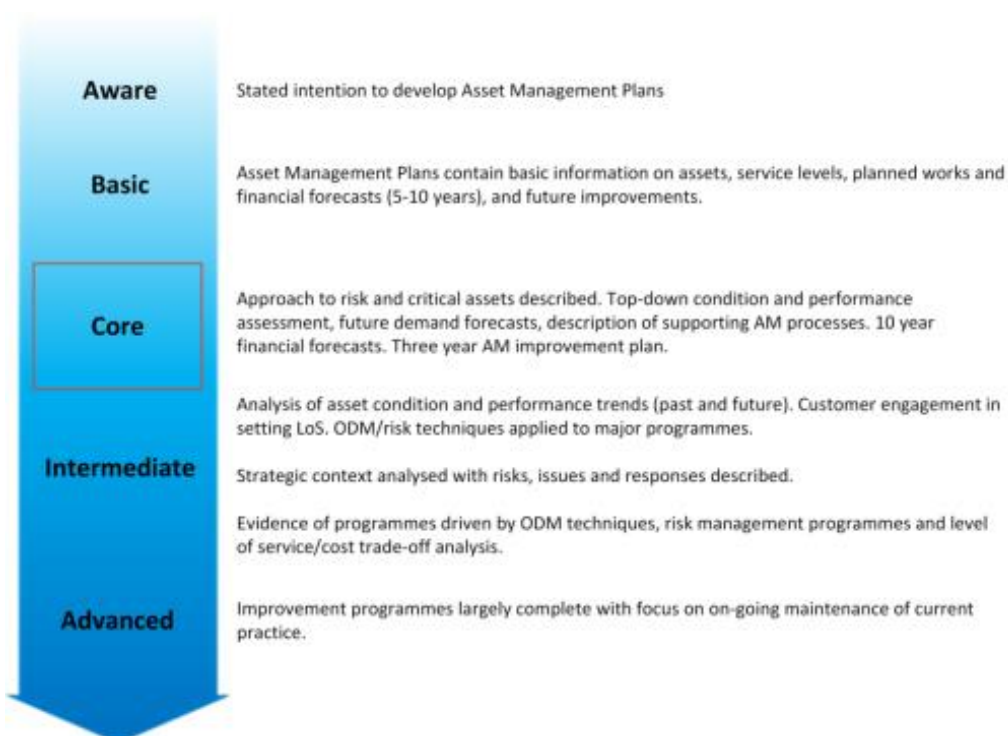 Aware
Stated intention to develop Asset Management Plans
Basic
Asset Management Plans contain basic information on assets, service levels, planned works and
financial forecasts (5-10 years), and future improvements.
Core
Approach to risk and critical assets described. Top-down condition and performance
assessment, future demand forecasts, description of supporting AM processes. 10 year
financial forecasts. Three year AM improvement plan.
Intermediate
Analysis of asset condition and performance trends (past and future). Customer engagement in
setting LoS. ODM/risk techniques applied to major programmes.
Strategic context analysed with risks, issues and responses described.
Evidence of programmes driven by ODM techniques, risk management programmes and level
of service/cost trade-off analysis.
Advanced
Improvement programmes largely complete with focus on on-going maintenance of current
practice.